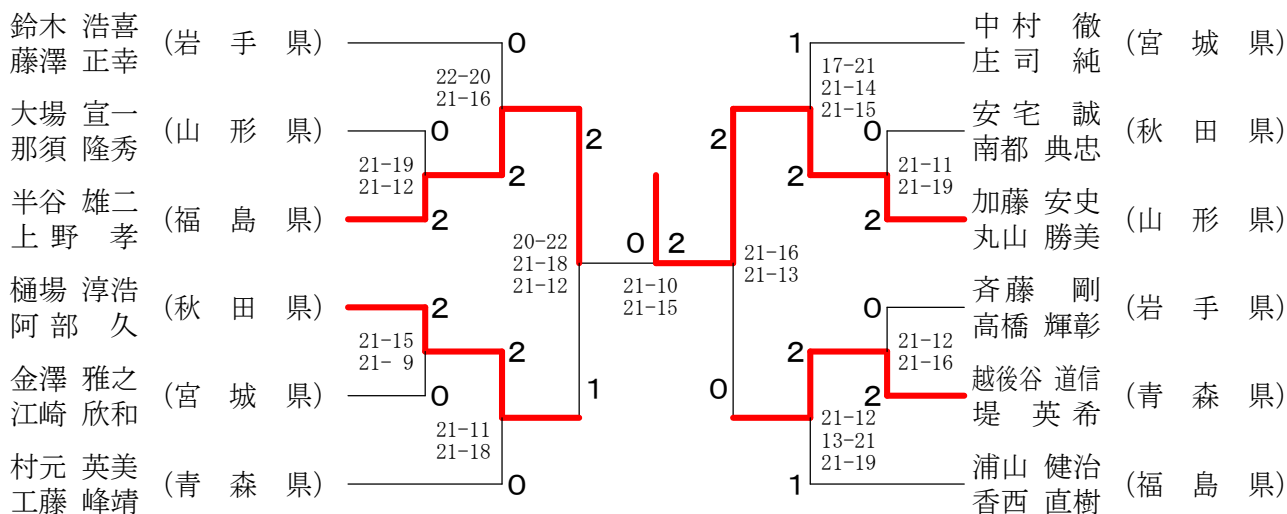 鈴木 浩喜
藤澤 正幸
(岩 手 県)
0
22-20
21-16
大場 宣一
那須 隆秀
(山 形 県)
0
21-19
21-12
2
2
半谷 雄二
上 野 孝
(福 島 県)
2
20-22
21-18
21-12
樋場 淳浩
阿 部 久
(秋 田 県)
2
21-15
21- 9
2
金澤 雅之
江崎 欣和
(宮 城 県)
0
1
21-11
21-18
村元 英美
工藤 峰靖
(青 森 県)
0
0
2
21-10
21-15
1
中 村 徹
庄 司 純
(宮 城 県)
17-21
21-14
21-15
2
0
安 宅 誠
南都 典忠
(秋 田 県)
21-11
21-19
2
2
加藤 安史
丸山 勝美
(山 形 県)
21-16
21-13
0
斉藤 剛
高橋 輝彰
(岩 手 県)
21-12
21-16
2
0
2
越後谷 道信
堤 英 希
(青 森 県)
21-12
13-21
21-19
1
浦山 健治
香西 直樹
(福 島 県)